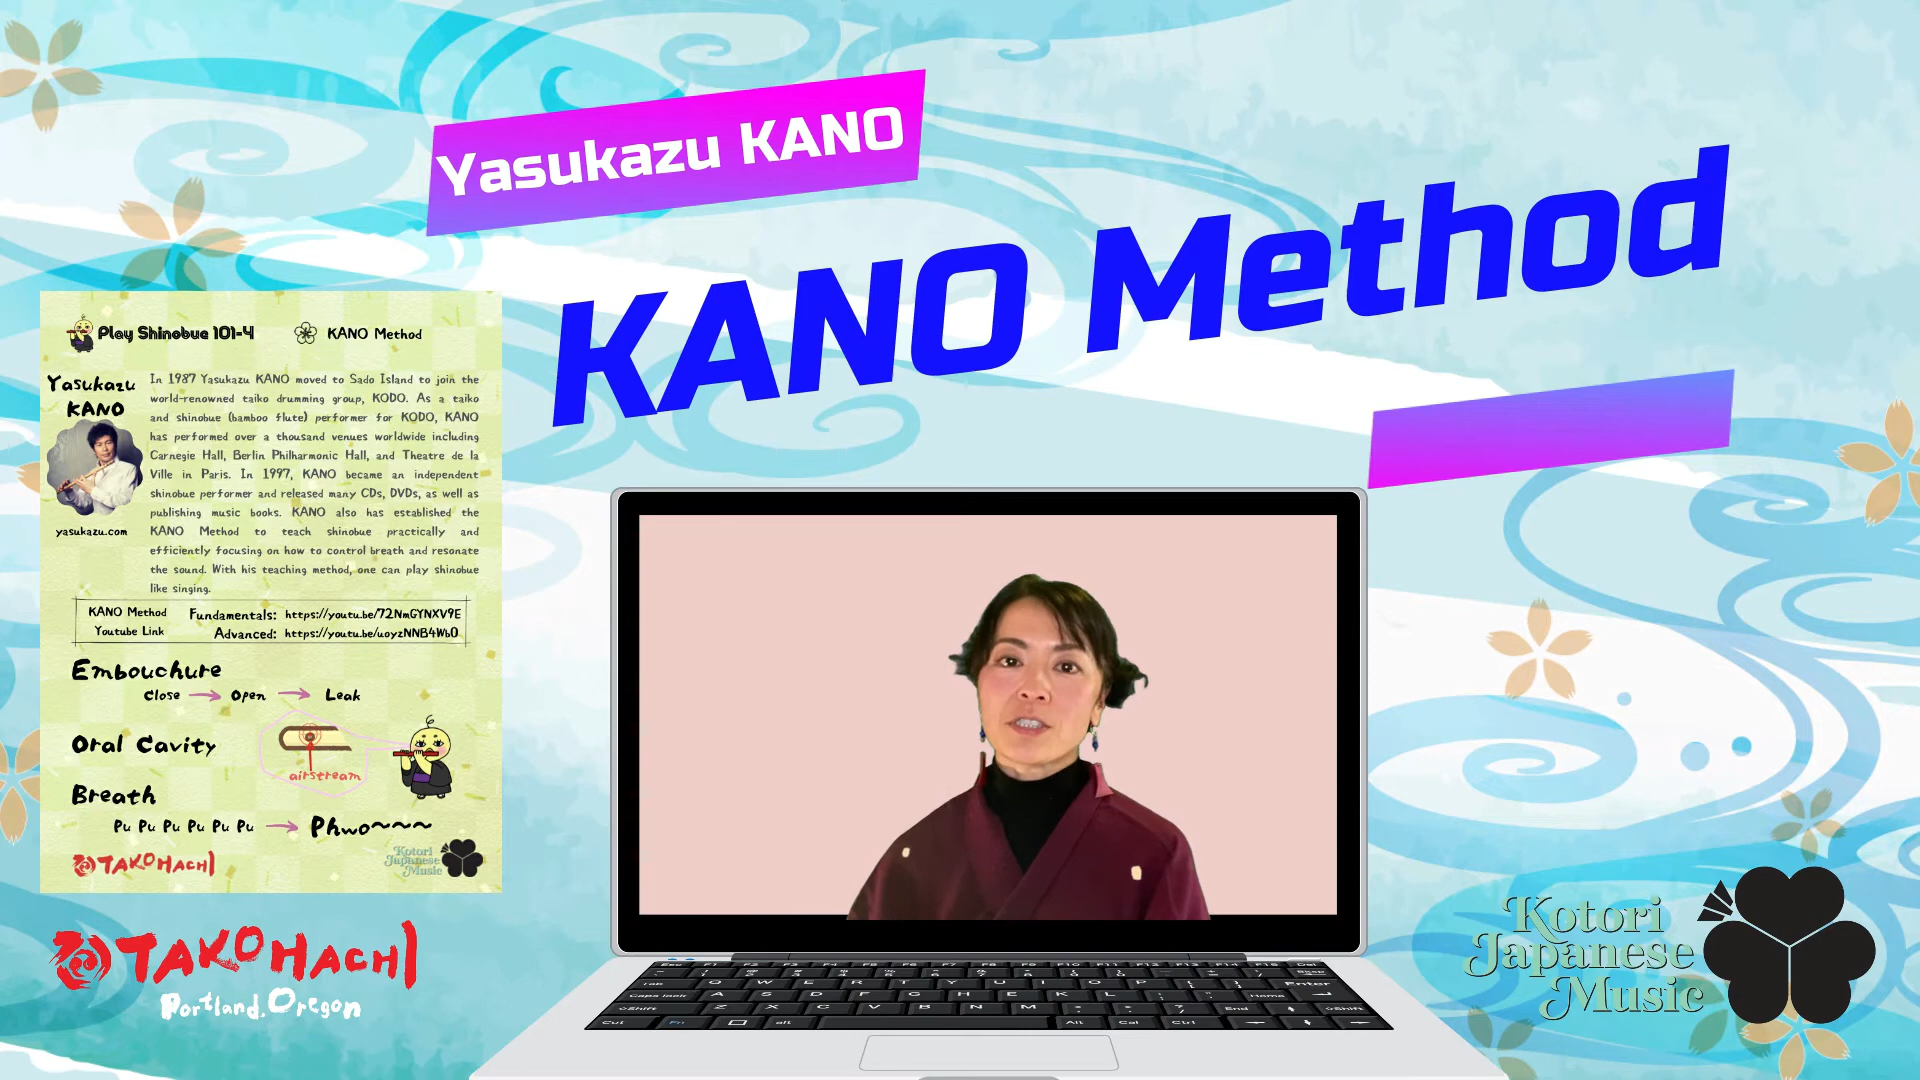 Yasukazu KANO
KANO Method
Play Shinobue 101-4
KANO Method
Yasukazu
KANO
yasukazu.com
In 1987 Yasukazu KANO moved to Sado Island to join the
world-renowned taiko drumming group, KODO. As a taiko
and shinobue (bamboo flute) performer for KODO, KANO
has performed over a thousand venues worldwide including
Carnegie Hall, Berlin Philharmonic Hall, and Theatre de la
Ville in Paris. In 1997, KANO became an independent
shinobue performer and released many CDs, DVDs, as well as
publishing music books. KANO also has established the
KANO Method to teach shinobue practically and
efficiently focusing on how to control breath and resonate
the sound. With his teaching method, one can play shinobue
like singing.
KANO Method
Youtube Link
Fundamentals: https://youtu.be/72NmGYNXV9E
Advanced: https://youtu.be/uoyzNNB4Wb0
Embouchure
Close → Open → Leak
Oral Cavity
airstream
Breath
Pu Pu Pu Pu Pu Pu → Phwo~~~
TAKOHACHI
Kotori
Japanese
Music
TAKOHACHI
Portland, Oregon
Kotori
Japanese
Music